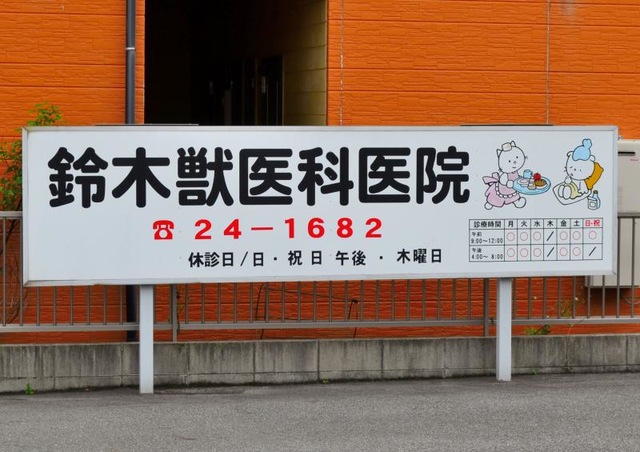 鈴木獣医科医院
☎ 24-1682
休診日/日・祝日 午後・木曜日
診療時間 月 火 水 木 金 土 日・祝
午前 9:00〜12:00 ○ ○ ○ / ○ ○ ○
午後 4:00〜8:00 ○ ○ ○ / ○ ○ /